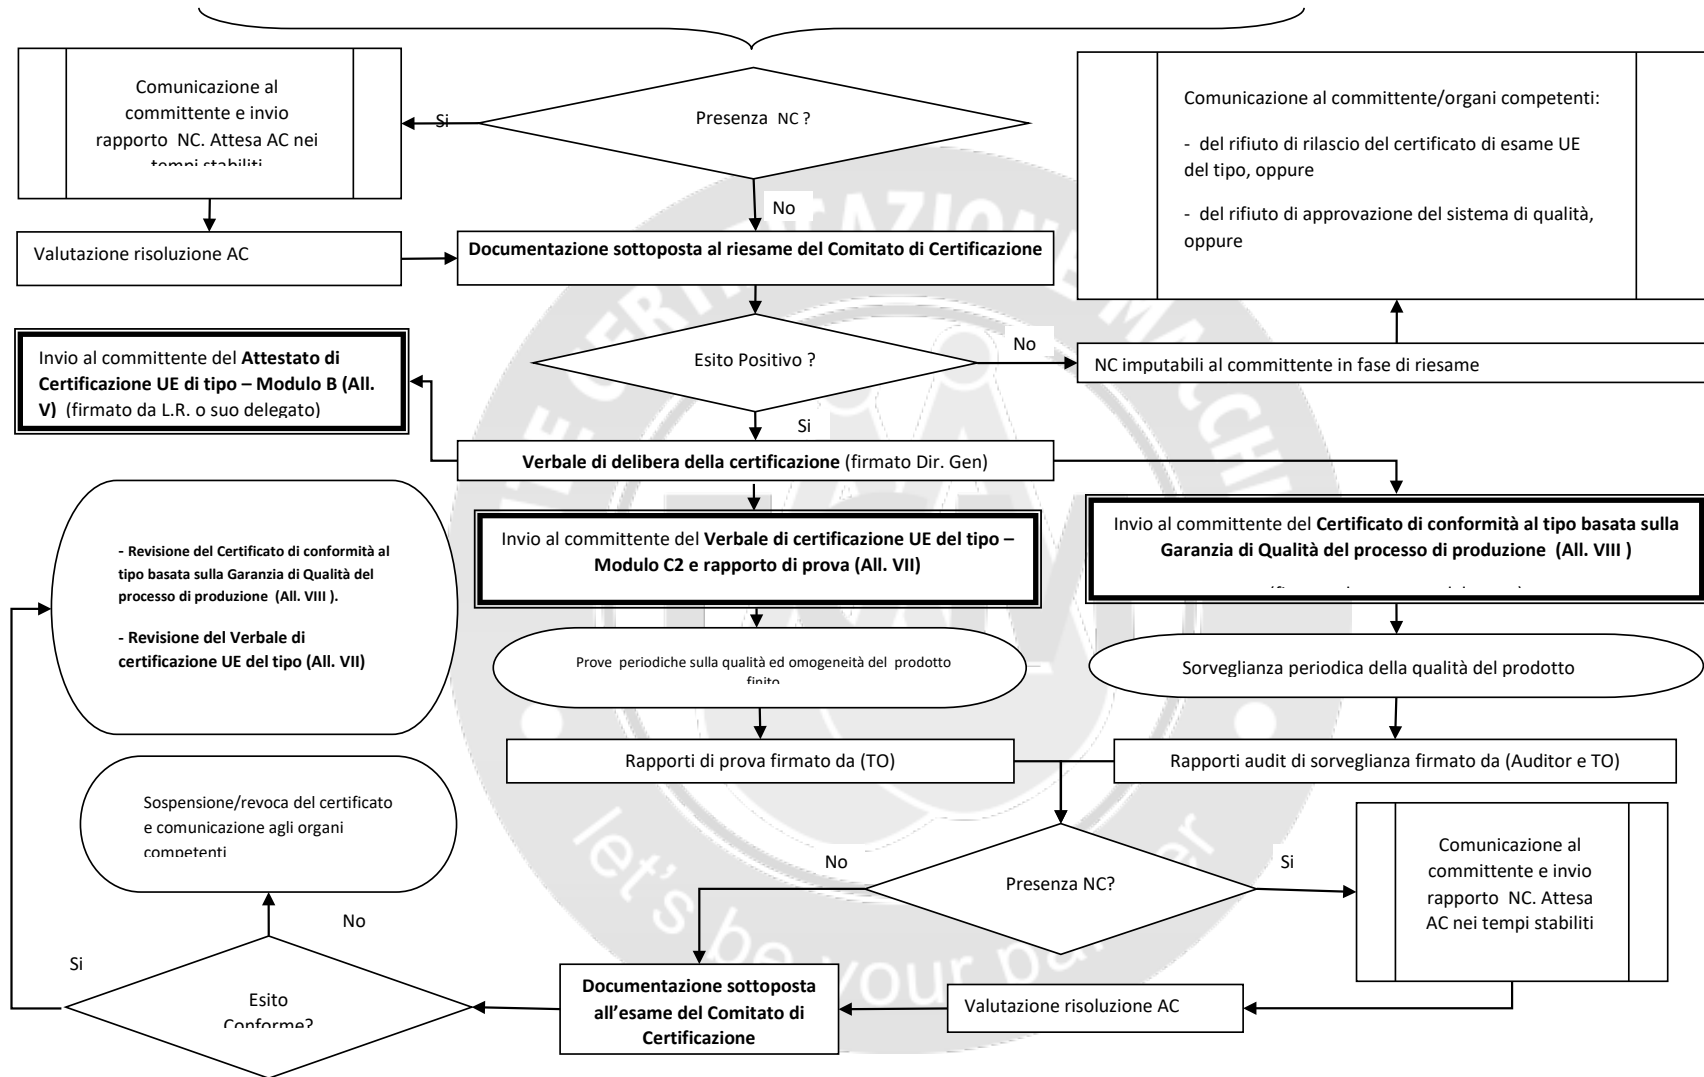 Comunicazione al
committente e invio
rapporto NC. Attesa AC nei
tempi stabiliti
Si
Presenza NC ?
Comunicazione al committente/organi competenti:
- del rifiuto di rilascio del certificato di esame UE
del tipo, oppure
- del rifiuto di approvazione del sistema di qualità,
oppure
No
Valutazione risoluzione AC
Documentazione sottoposta al riesame del Comitato di Certificazione
Esito Positivo ?
No
NC imputabili al committente in fase di riesame
Invio al committente del Attestato di
Certificazione UE di tipo – Modulo B (All.
V) (firmato da L.R. o suo delegato)
Si
Verbale di delibera della certificazione (firmato Dir. Gen)
- Revisione del Certificato di conformità al
tipo basata sulla Garanzia di Qualità del
processo di produzione (All. VIII ).
- Revisione del Verbale di
certificazione UE del tipo (All. VII)
Invio al committente del Verbale di certificazione UE del tipo –
Modulo C2 e rapporto di prova (All. VII)
Invio al committente del Certificato di conformità al tipo basata sulla
Garanzia di Qualità del processo di produzione (All. VIII )
Prove periodiche sulla qualità ed omogeneità del prodotto
finito
Sorveglianza periodica della qualità del prodotto
Rapporti di prova firmato da (TO)
Rapporti audit di sorveglianza firmato da (Auditor e TO)
Sospensione/revoca del certificato
e comunicazione agli organi
competenti
No
Presenza NC?
Si
Comunicazione al
committente e invio
rapporto NC. Attesa
AC nei tempi stabiliti
No
Si
Esito
Conforme?
Documentazione sottoposta
all'esame del Comitato di
Certificazione
Valutazione risoluzione AC
let's be your partner